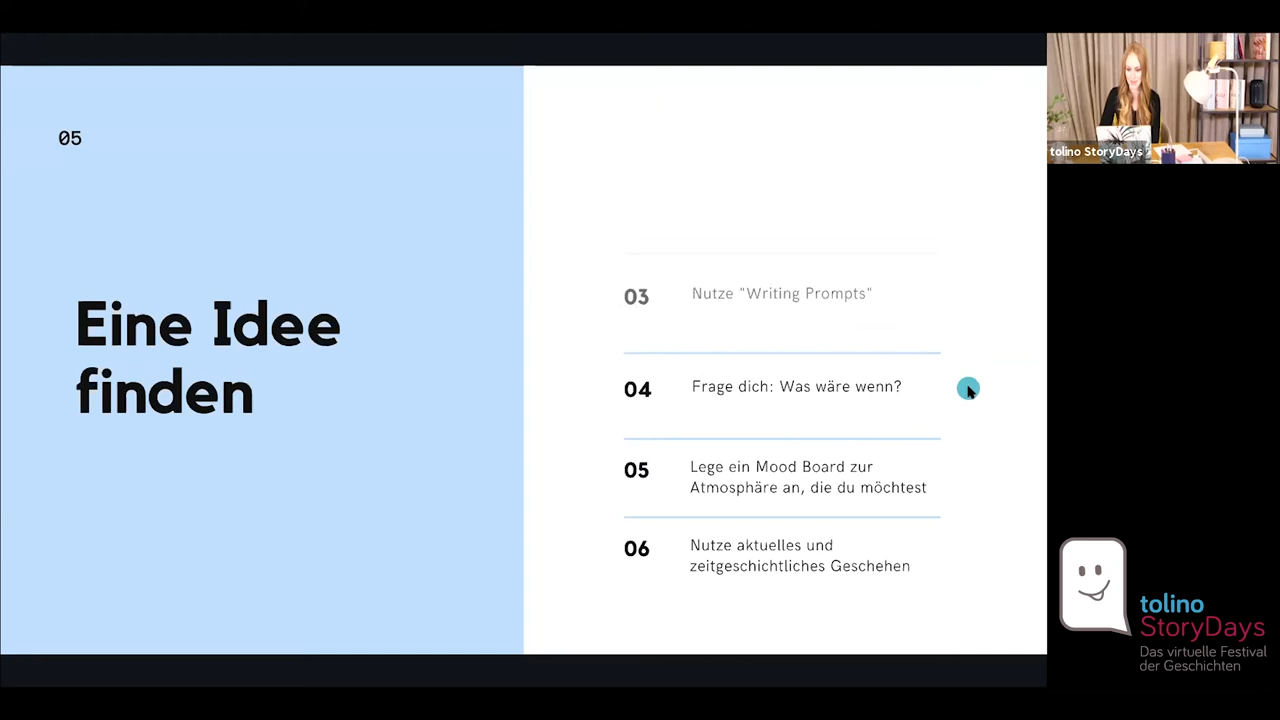 05
Eine Idee
finden
03 Nutze "Writing Prompts"
04 Frage dich: Was wäre wenn?
05 Lege ein Mood Board zur
Atmosphäre an, die du möchtest
06 Nutze aktuelles und
zeitgeschichtliches Geschehen
tolino StoryDays
tolino
StoryDays
Das virtuelle Festival
der Geschichten